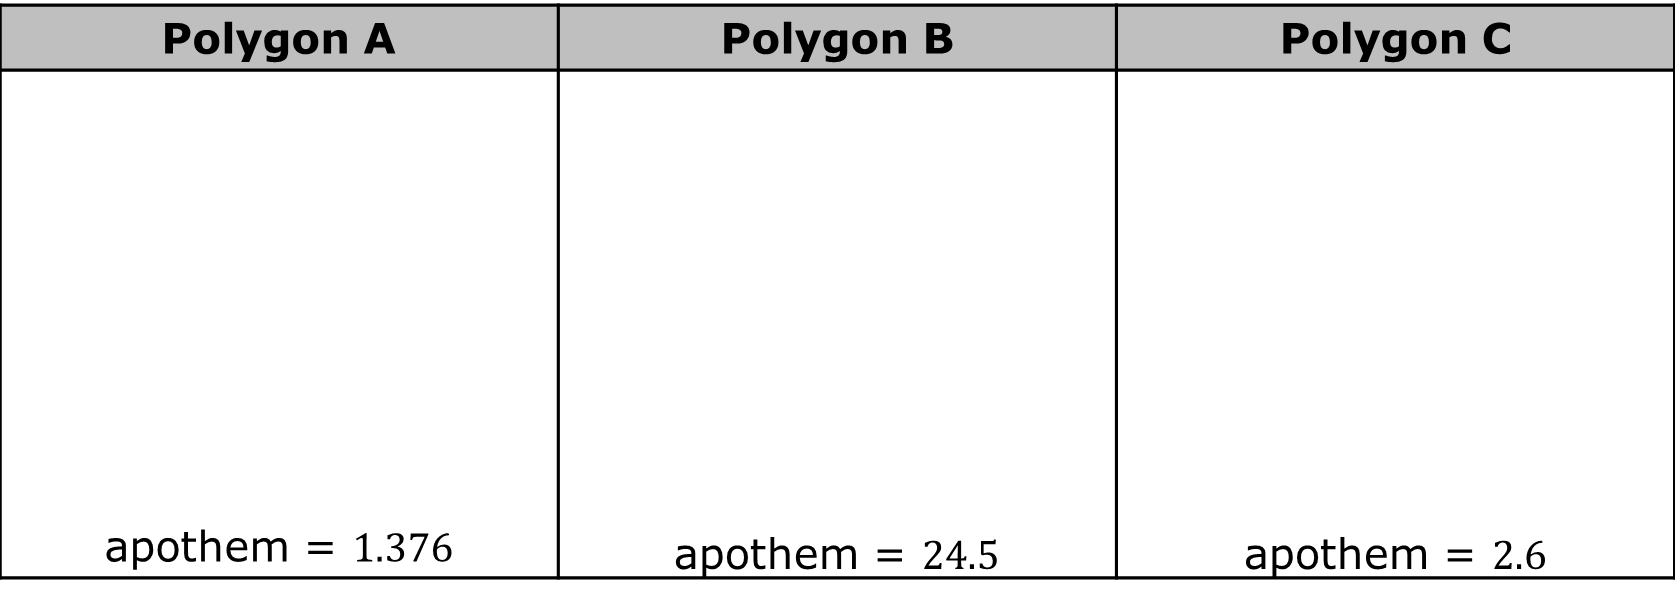 Polygon A Polygon B Polygon C
apothem = 1.376 apothem = 24.5 apothem = 2.6